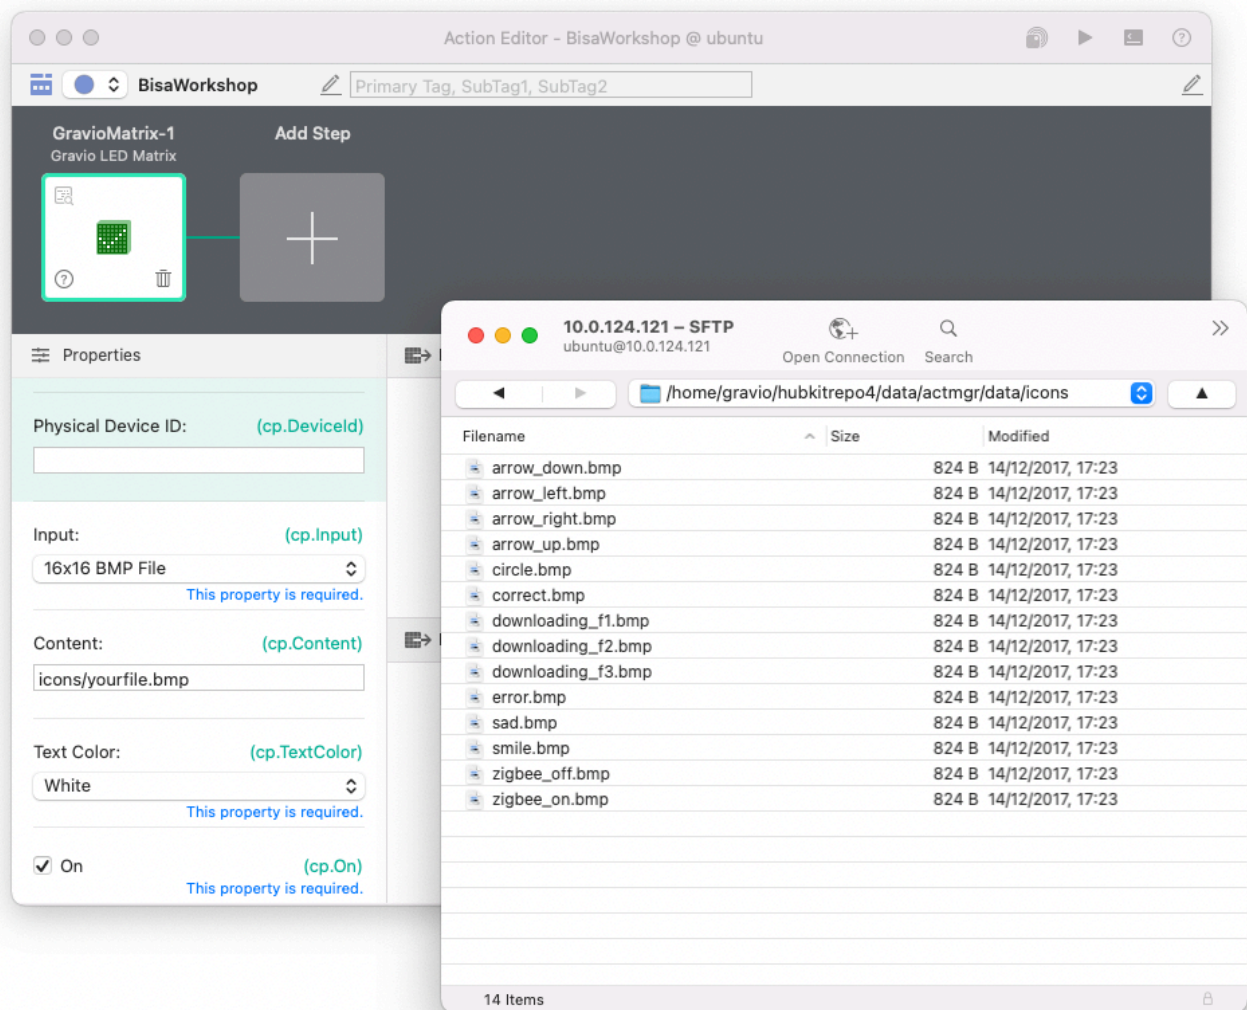 Action Editor - BisaWorkshop @ ubuntu
BisaWorkshop
Primary Tag, SubTag1, SubTag2
GravioMatrix-1
Gravio LED Matrix
Add Step
Properties
Physical Device ID: (cp.DeviceId)
Input: (cp.Input)
16x16 BMP File
This property is required.
Content: (cp.Content)
icons/yourfile.bmp
Text Color: (cp.TextColor)
White
This property is required.
On (cp.On)
This property is required.
10.0.124.121 – SFTP
ubuntu@10.0.124.121
Open Connection
Search
/home/gravio/hubkitrepo4/data/actmgr/data/icons
Filename Size Modified
arrow_down.bmp 824 B 14/12/2017, 17:23
arrow_left.bmp 824 B 14/12/2017, 17:23
arrow_right.bmp 824 B 14/12/2017, 17:23
arrow_up.bmp 824 B 14/12/2017, 17:23
circle.bmp 824 B 14/12/2017, 17:23
correct.bmp 824 B 14/12/2017, 17:23
downloading_f1.bmp 824 B 14/12/2017, 17:23
downloading_f2.bmp 824 B 14/12/2017, 17:23
downloading_f3.bmp 824 B 14/12/2017, 17:23
error.bmp 824 B 14/12/2017, 17:23
sad.bmp 824 B 14/12/2017, 17:23
smile.bmp 824 B 14/12/2017, 17:23
zigbee_off.bmp 824 B 14/12/2017, 17:23
zigbee_on.bmp 824 B 14/12/2017, 17:23
14 Items